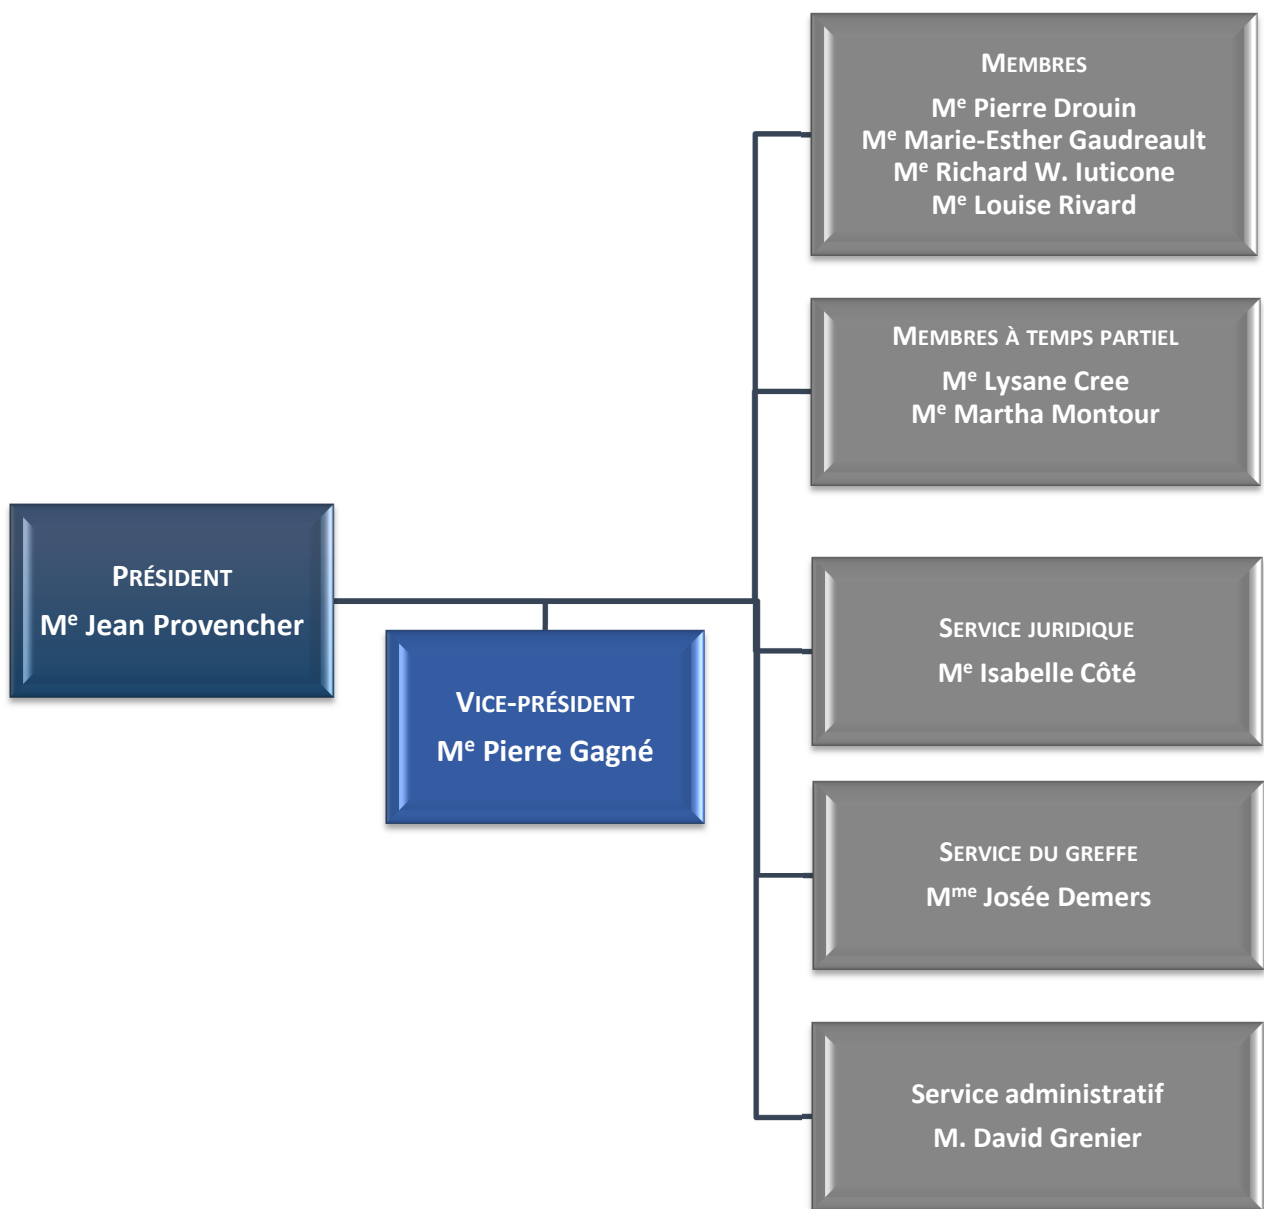 MEMBRES
Me Pierre Drouin
Me Marie-Esther Gaudreault
Me Richard W. Iuticone
Me Louise Rivard
MEMBRES À TEMPS PARTIEL
Me Lysane Cree
Me Martha Montour
PRÉSIDENT
Me Jean Provencher
VICE-PRÉSIDENT
Me Pierre Gagné
SERVICE JURIDIQUE
Me Isabelle Côté
SERVICE DU GREFFE
Mme Josée Demers
Service administratif
M. David Grenier